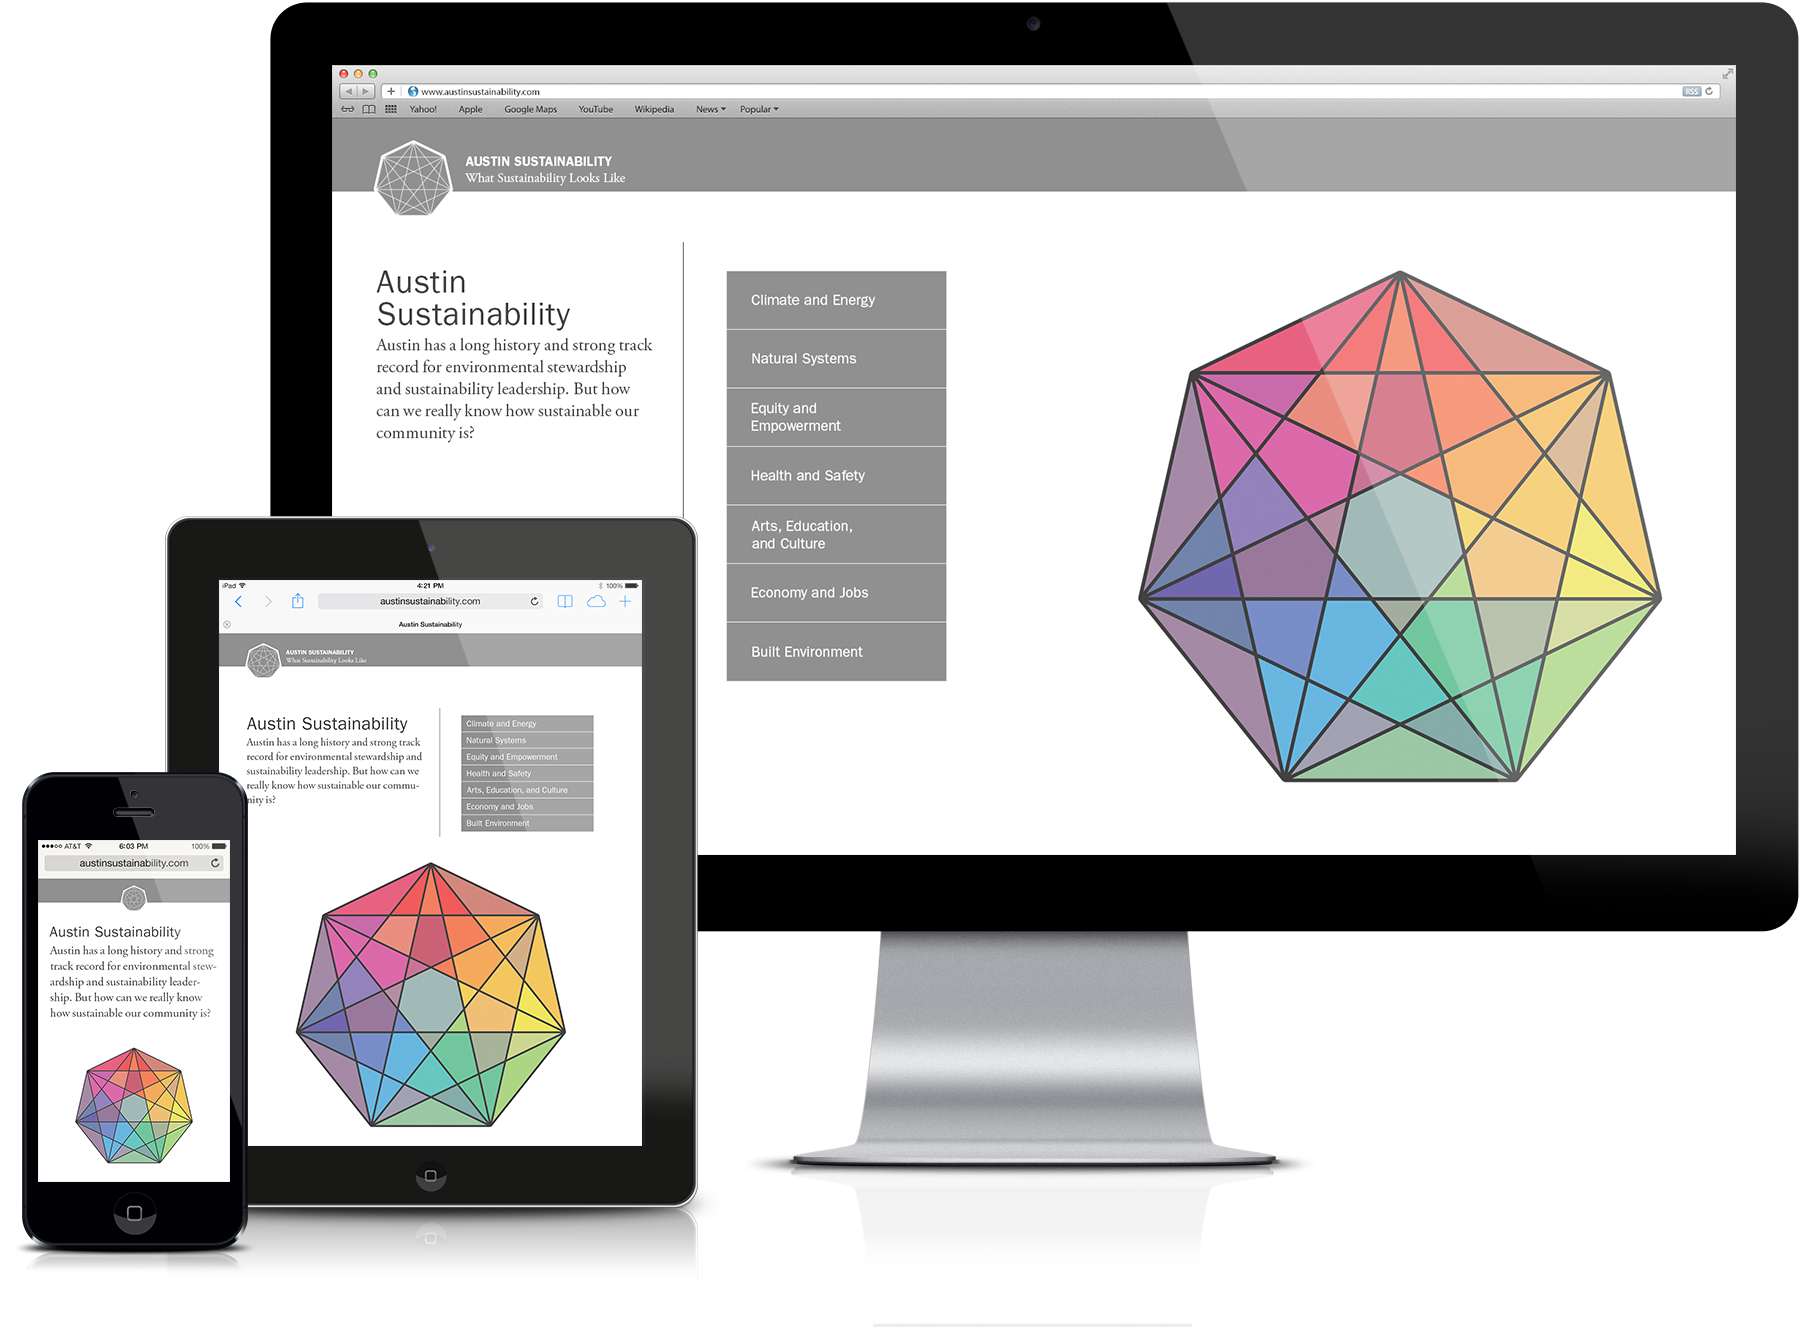 www.austinsustainability.com
RSS
Yahoo!
Apple
Google Maps
YouTube
Wikipedia
News
Popular
AUSTIN SUSTAINABILITY
What Sustainability Looks Like
Austin
Sustainability
Austin has a long history and strong track
record for environmental stewardship
and sustainability leadership. But how
can we really know how sustainable our
community is?
Climate and Energy
Natural Systems
Equity and
Empowerment
Health and Safety
Arts, Education,
and Culture
Economy and Jobs
Built Environment
iPad
4:21 PM
100%
austinsustainability.com
Austin Sustainability
AUSTIN SUSTAINABILITY
What Sustainability Looks Like
Austin Sustainability
Austin has a long history and strong track
record for environmental stewardship and
sustainability leadership. But how can we
really know how sustainable our commu-
nity is?
Climate and Energy
Natural Systems
Equity and Empowerment
Health and Safety
Arts, Education, and Culture
Economy and Jobs
Built Environment
AT&T
6:03 PM
100%
austinsustainability.com
Austin Sustainability
Austin has a long history and strong
track record for environmental stew-
ardship and sustainability leader-
ship. But how can we really know
how sustainable our community is?